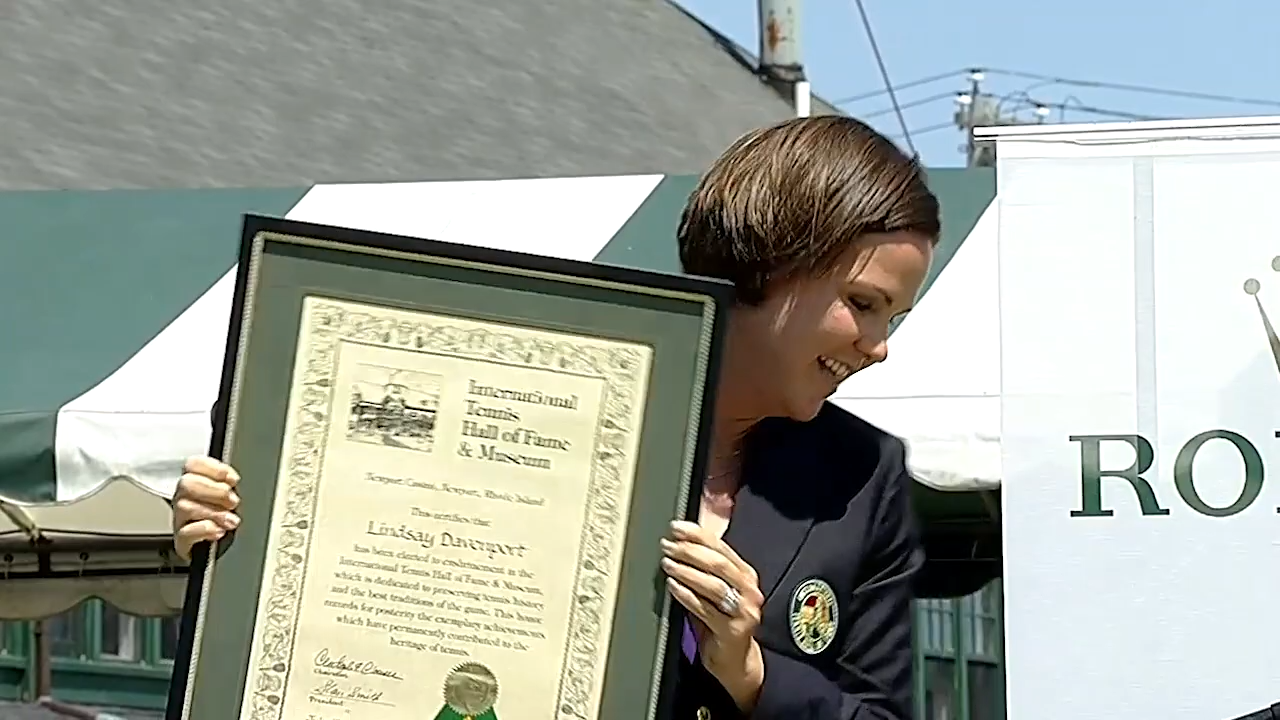 International
Tennis
Hall of Fame
& Museum
Newport Casino, Newport, Rhode Island
This certifies that
Lindsay Davenport
has been elected to enshrinement in the
International Tennis Hall of Fame & Museum,
which is dedicated to preserving tennis history
and the best traditions of the game. This honor
records for posterity the exemplary achievements
which have permanently contributed to the
heritage of tennis.
Chairman
Stan Smith
President
RO